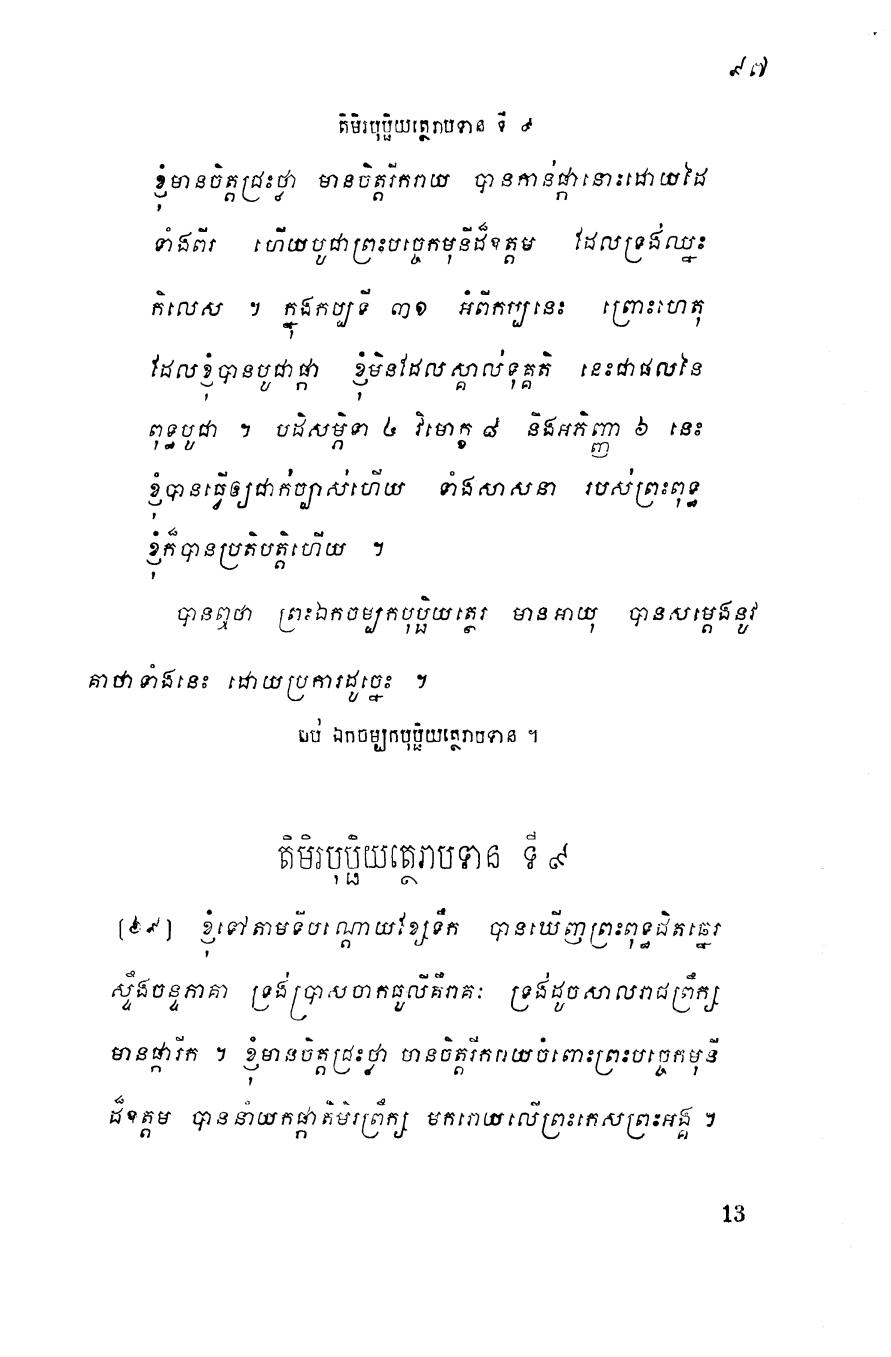 ៩៧
តិមិរបុប្ផិយត្ថេរាបទាន ទី ៩
ខ្ញុំមានចិត្តជ្រះថ្លា មានចិត្តរីករាយ បានកាន់ផ្កានោះដោយដៃ
ទាំងពីរ ហើយបូជាព្រះបច្ចេកមុនីដ៏ឧត្តម ដែលទ្រង់ឈ្នះ
កិលេស ។ ក្នុងកប្បទី ៣១ អំពីកប្បនេះ ព្រោះហេតុ
ដែលខ្ញុំបានបូជាផ្កា ខ្ញុំមិនដែលស្គាល់ទុគ្គតិ នេះជាផលនៃ
ពុទ្ធបូជា ។ បដិសម្ភិទា ៤ វិមោក្ខ ៨ និងអភិញ្ញា ៦ នេះ
ខ្ញុំបានធ្វើឲ្យជាក់ច្បាស់ហើយ ទាំងសាសនា របស់ព្រះពុទ្ធ
ខ្ញុំក៏បានប្រតិបត្តិហើយ ។
បានឮថា ព្រះឯកចម្បកបុប្ផិយត្ថេរ មានអាយុ បានសម្ដេងនូវ
គាថាទាំងនេះ ដោយប្រការដូច្នេះ ។
ចប់ ឯកចម្បកបុប្ផិយត្ថេរាបទាន ។
តិមិរបុប្ផិយត្ថេរាបទាន ទី ៩
[៥៩] ខ្ញុំទៅតាមទីបណ្ដោយខ្សែទឹក បានឃើញព្រះពុទ្ធជិតឆ្នេរ
ស្ទឹងចន្ទភាគា ទ្រង់ប្រាសចាកធូលីគឺរាគៈ ទ្រង់ដូចសាលរាជព្រឹក្ស
មានផ្ការីក ។ ខ្ញុំមានចិត្តជ្រះថ្លា មានចិត្តរីករាយចំពោះព្រះបច្ចេកមុនី
ដ៏ឧត្តម បាននាំយកផ្កាតិមិរព្រឹក្ស មករោយលើព្រះកេសព្រះអង្គ ។
13